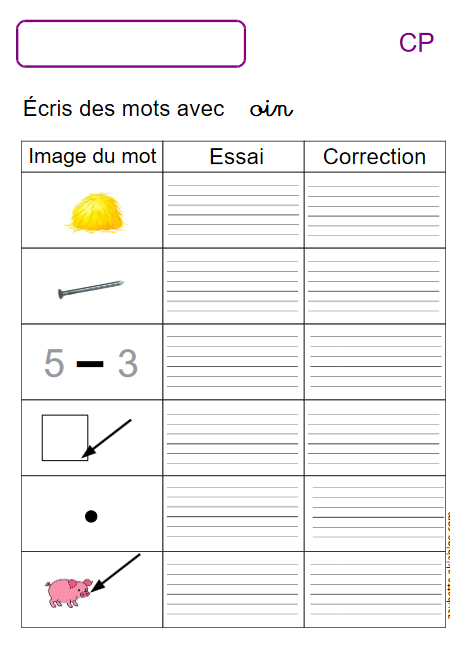 CP
Écris des mots avec oin
Image du mot Essai Correction
5 - 3